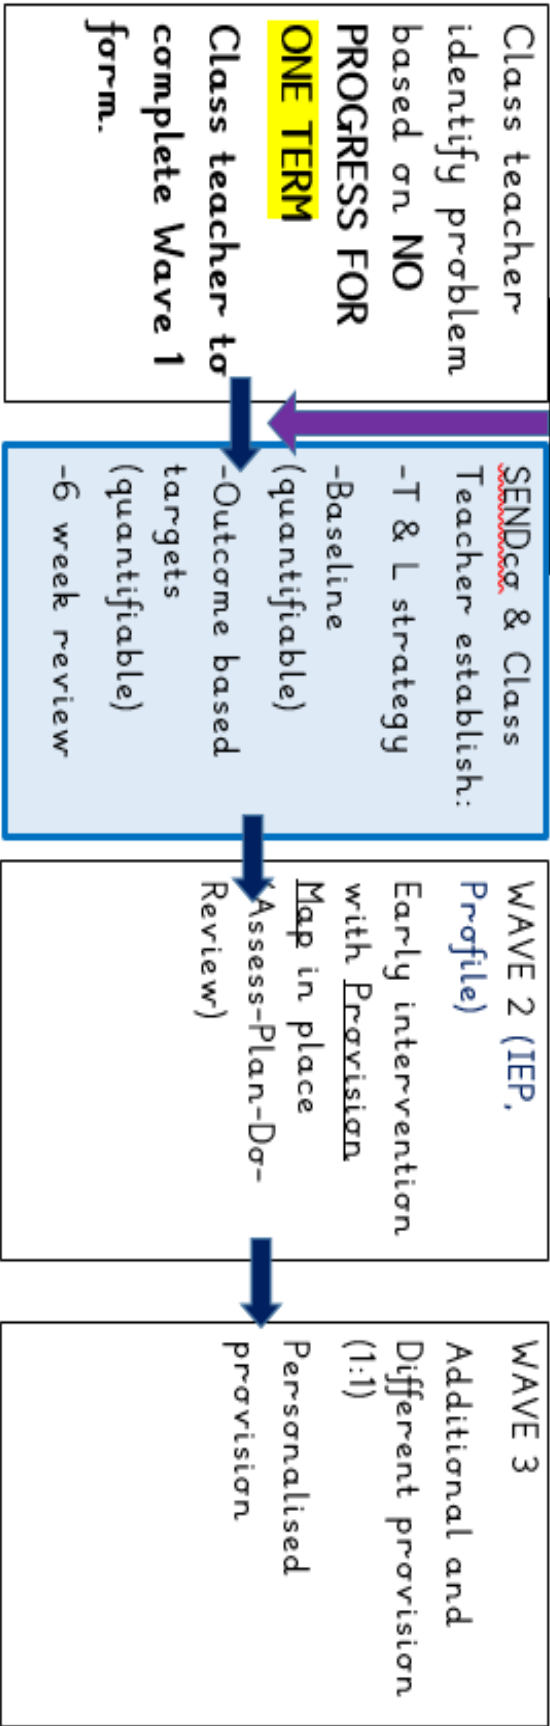 Class teacher
identify problem
based on NO
PROGRESS FOR
ONE TERM
Class teacher to
complete Wave 1
form.
SENDco & Class
Teacher establish:
-T & L strategy
-Baseline
(quantifiable)
-Outcome based
targets
(quantifiable)
-6 week review
WAVE 2 (IEP,
Profile)
Early intervention
with Provision
Map in place
(Assess-Plan-Do-
Review)
WAVE 3
Additional and
Different provision
(1:1)
Personalised
provision